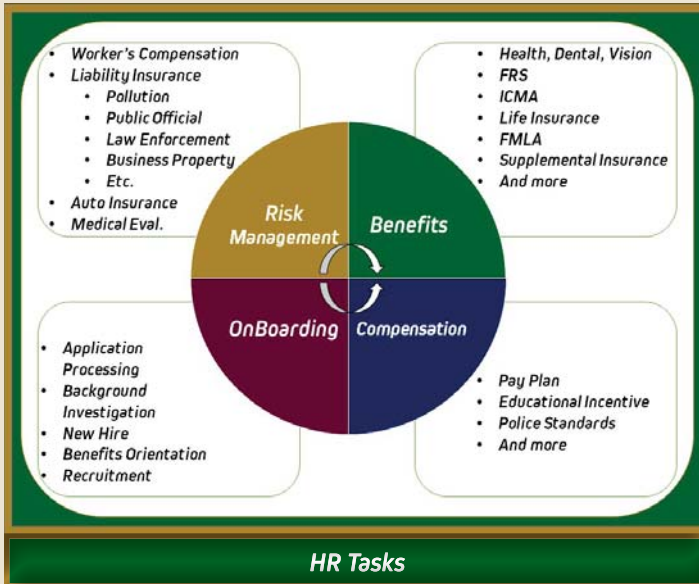 • Worker's Compensation
• Liability Insurance
• Pollution
• Public Official
• Law Enforcement
• Business Property
• Etc.
• Auto Insurance
• Medical Eval.
• Health, Dental, Vision
• FRS
• ICMA
• Life Insurance
• FMLA
• Supplemental Insurance
• And more
Risk
Management
Benefits
OnBoarding
Compensation
• Application
Processing
• Background
Investigation
• New Hire
• Benefits Orientation
• Recruitment
• Pay Plan
• Educational Incentive
• Police Standards
• And more
HR Tasks